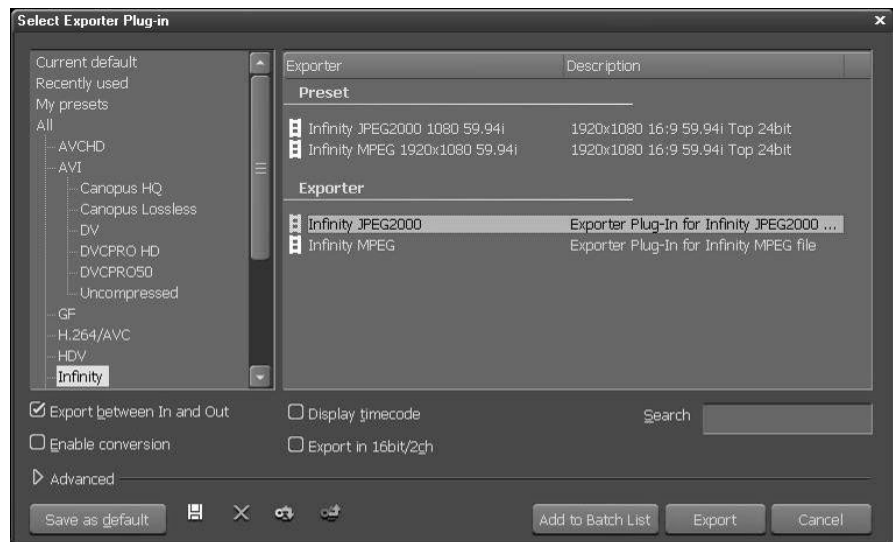 Select Exporter Plug-in
Current default
Recently used
My presets
All
AVCHD
AVI
Canopus HQ
Canopus Lossless
DV
DVCPRO HD
DVCPRO50
Uncompressed
GF
H.264/AVC
HDV
Infinity
Exporter Description
Preset
Infinity JPEG2000 1080 59.94i 1920x1080 16:9 59.94i Top 24bit
Infinity MPEG 1920x1080 59.94i 1920x1080 16:9 59.94i Top 24bit
Exporter
Infinity JPEG2000 Exporter Plug-In for Infinity JPEG2000 ...
Infinity MPEG Exporter Plug-In for Infinity MPEG file
Export between In and Out Display timecode Search
Enable conversion Export in 16bit/2ch
Advanced
Save as default Add to Batch List Export Cancel